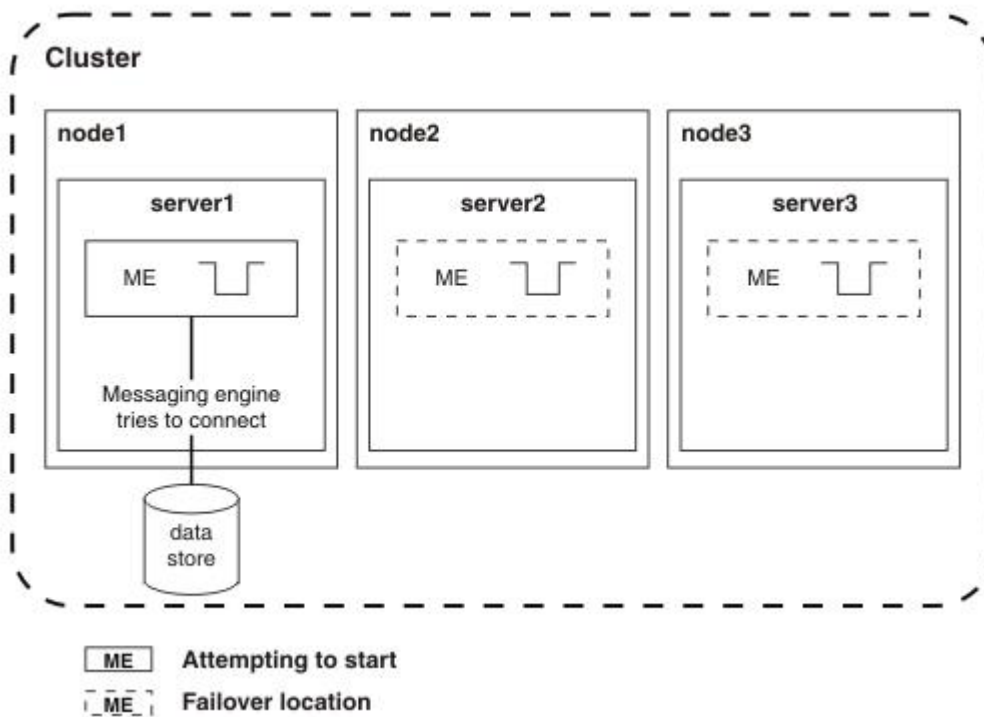 Cluster
node1
node2
node3
server1
server2
server3
ME
ME
ME
Messaging engine
tries to connect
data
store
ME Attempting to start
ME Failover location